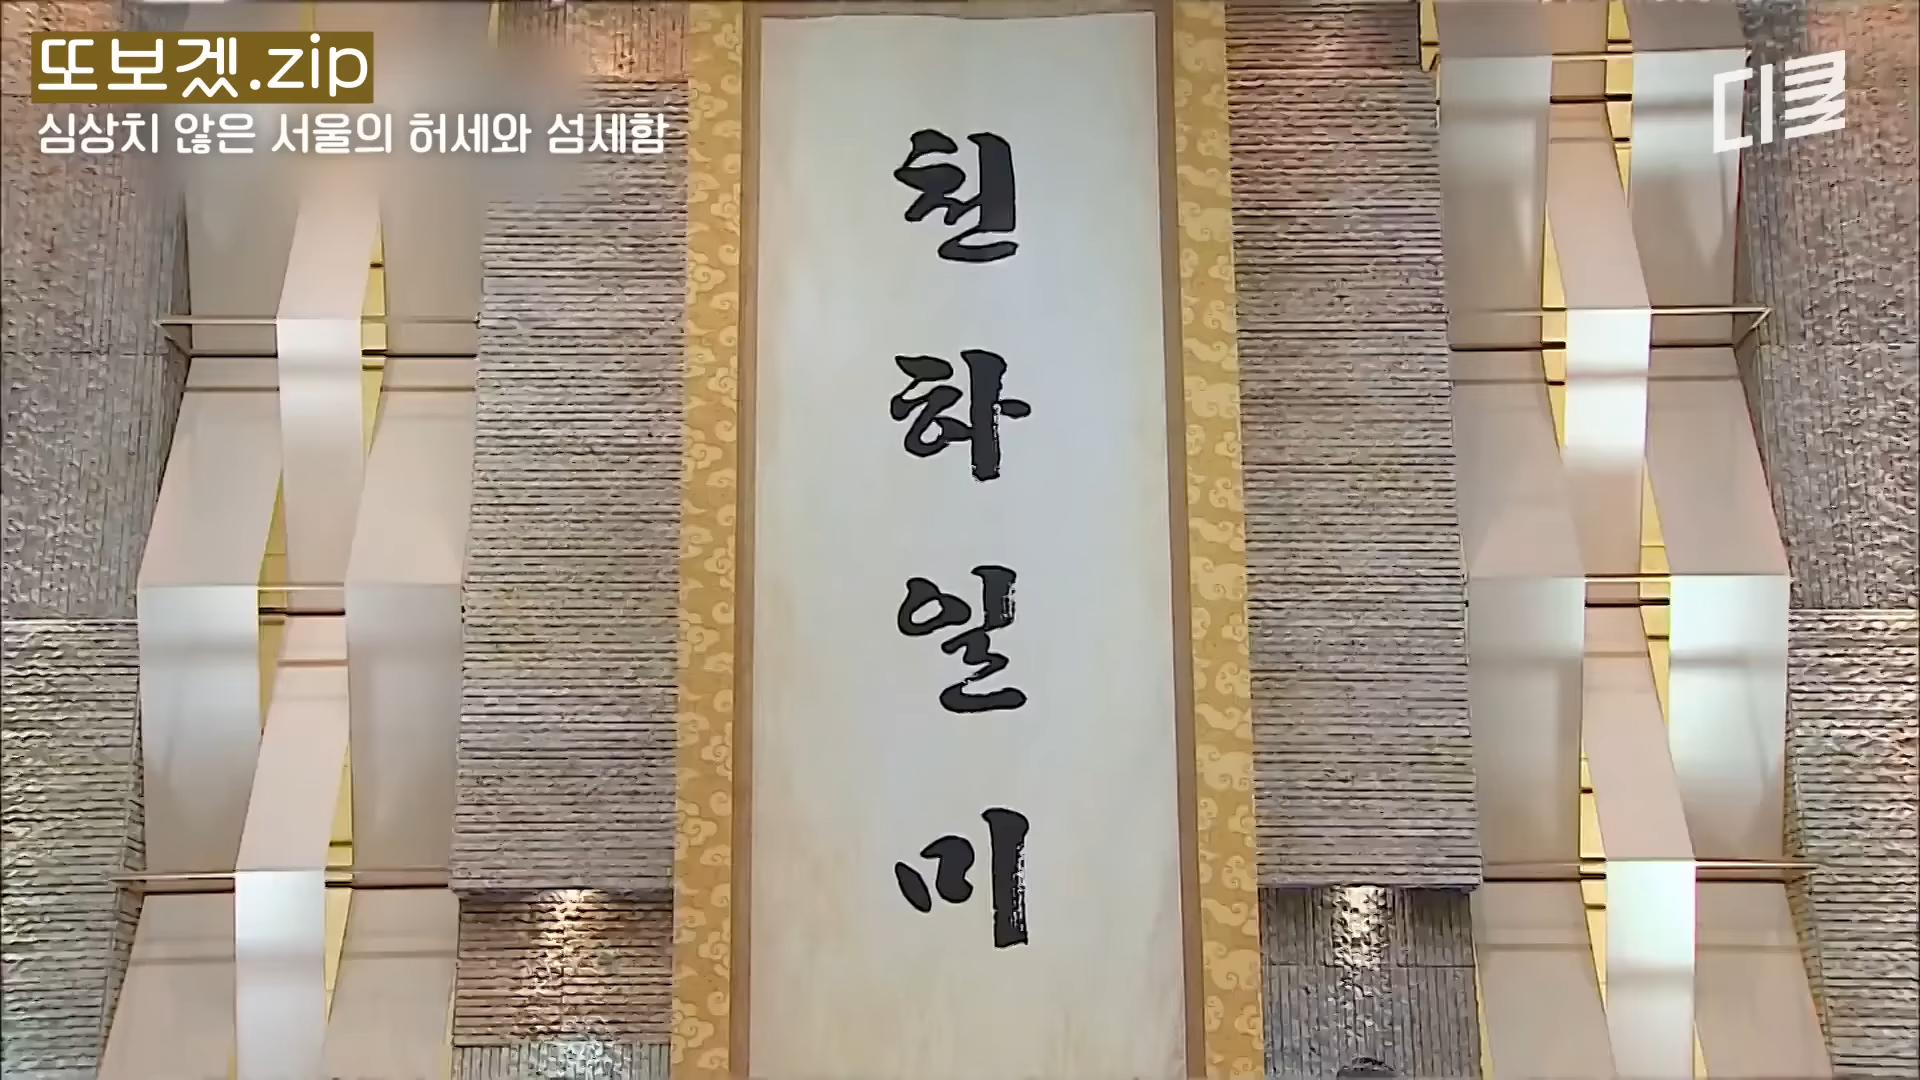 또보겠.zip
심상치 않은 서울의 허세와 섬세함
디클
천
하
일
미